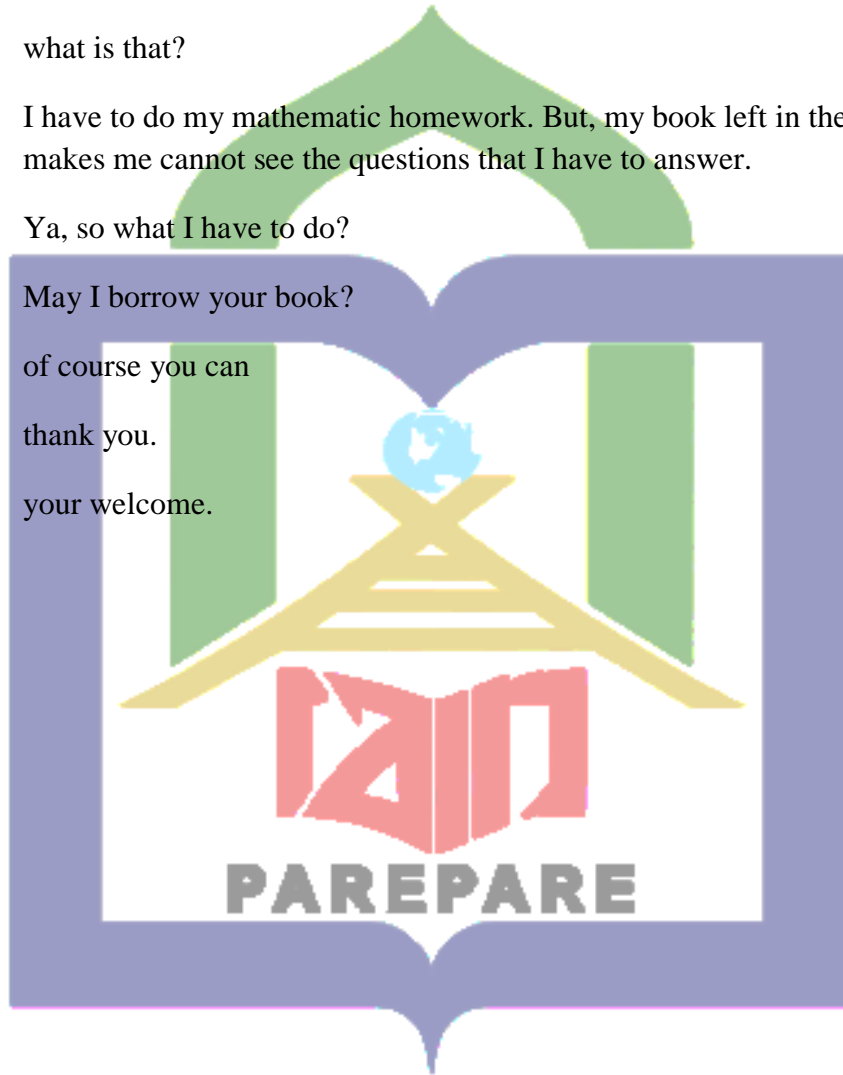 what is that?
I have to do my mathematic homework. But, my book left in the
makes me cannot see the questions that I have to answer.
Ya, so what I have to do?
May I borrow your book?
of course you can
thank you.
your welcome.
iain
PAREPARE